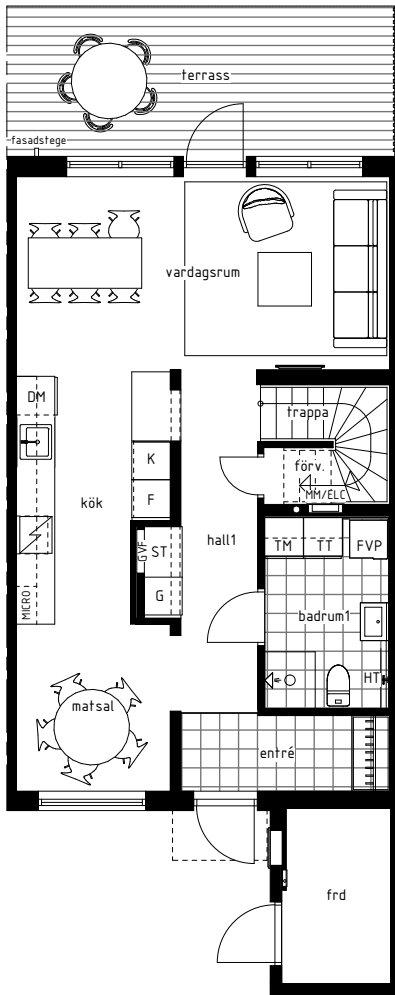 terrass
fasadstege
vardagsrum
DM
trappa
K
förv.
F
kök
MM/ELC
hall1
GVF
ST
TM
TT
FVP
G
MICRO
badrum1
HT
matsal
entré
frd